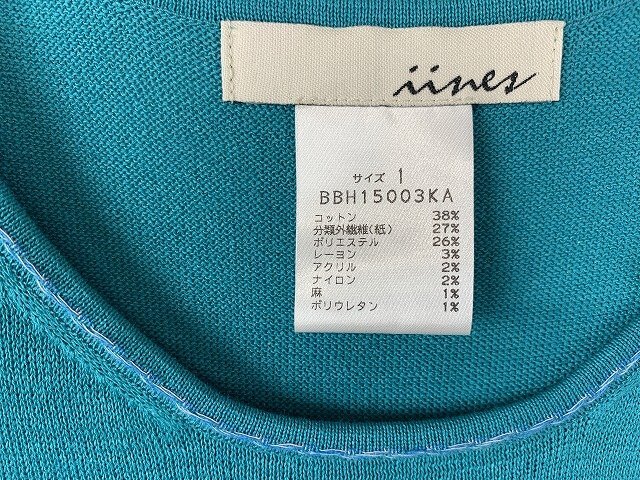 iines
サイズ 1
BBH15003KA
コットン 38%
分類外繊維(紙) 27%
ポリエステル 26%
レーヨン 3%
アクリル 2%
ナイロン 2%
麻 1%
ポリウレタン 1%